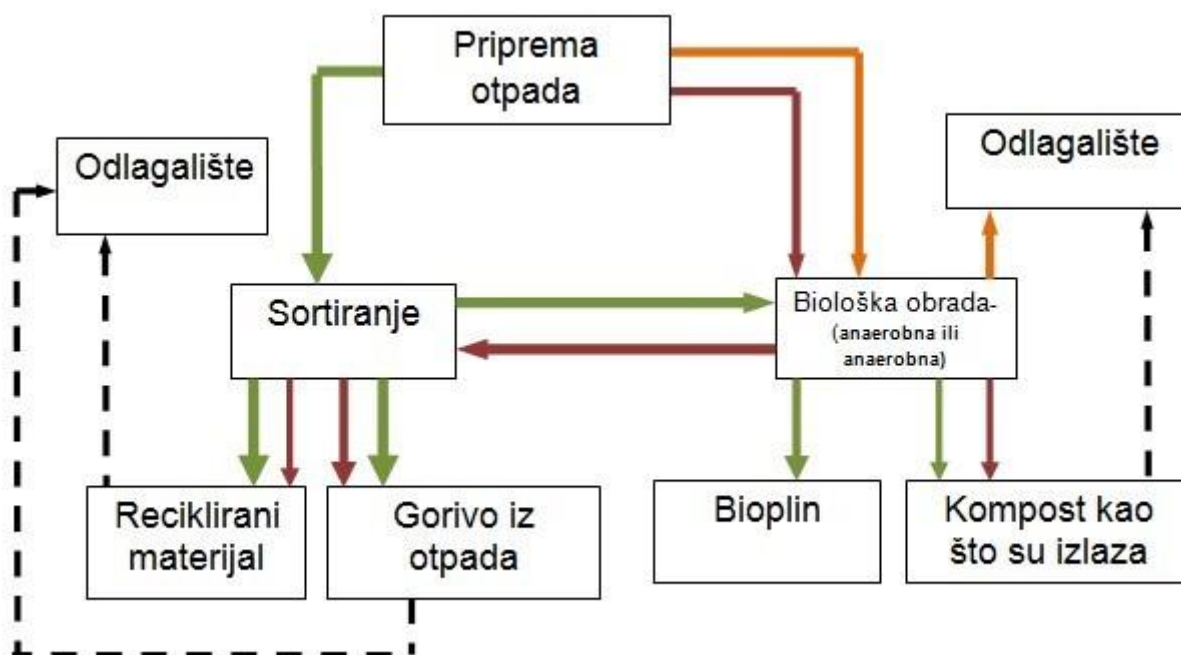 Priprema
otpada
Odlagalište
Odlagalište
Sortiranje
Biološka obrada-
(anaerobna ili
anaerobna)
Reciklirani
materijal
Gorivo iz
otpada
Bioplin
Kompost kao
što su izlaza